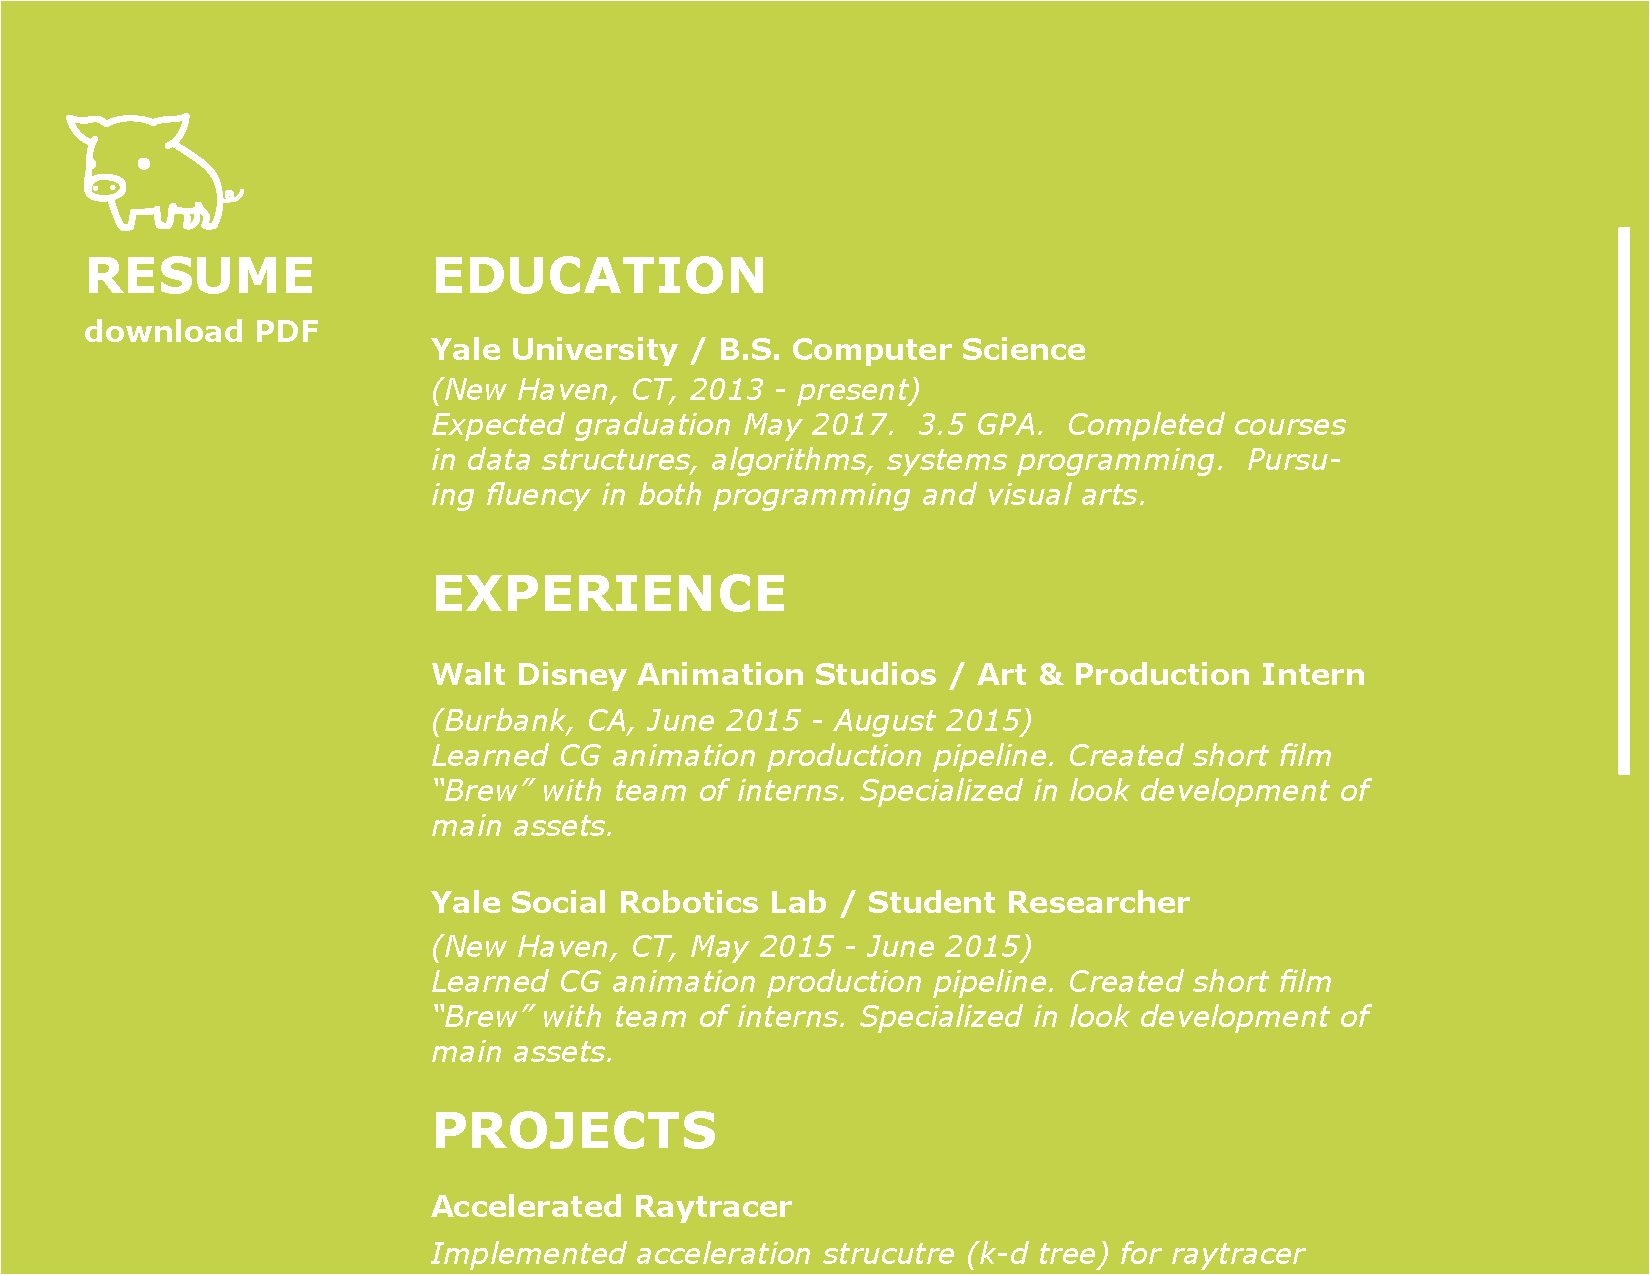 RESUME
download PDF
EDUCATION
Yale University / B.S. Computer Science
(New Haven, CT, 2013 - present)
Expected graduation May 2017.  3.5 GPA.  Completed courses
in data structures, algorithms, systems programming.  Pursu-
ing fluency in both programming and visual arts.
EXPERIENCE
Walt Disney Animation Studios / Art & Production Intern
(Burbank, CA, June 2015 - August 2015)
Learned CG animation production pipeline. Created short film
“Brew” with team of interns. Specialized in look development of
main assets.
Yale Social Robotics Lab / Student Researcher
(New Haven, CT, May 2015 - June 2015)
Learned CG animation production pipeline. Created short film
“Brew” with team of interns. Specialized in look development of
main assets.
PROJECTS
Accelerated Raytracer
Implemented acceleration strucutre (k-d tree) for raytracer